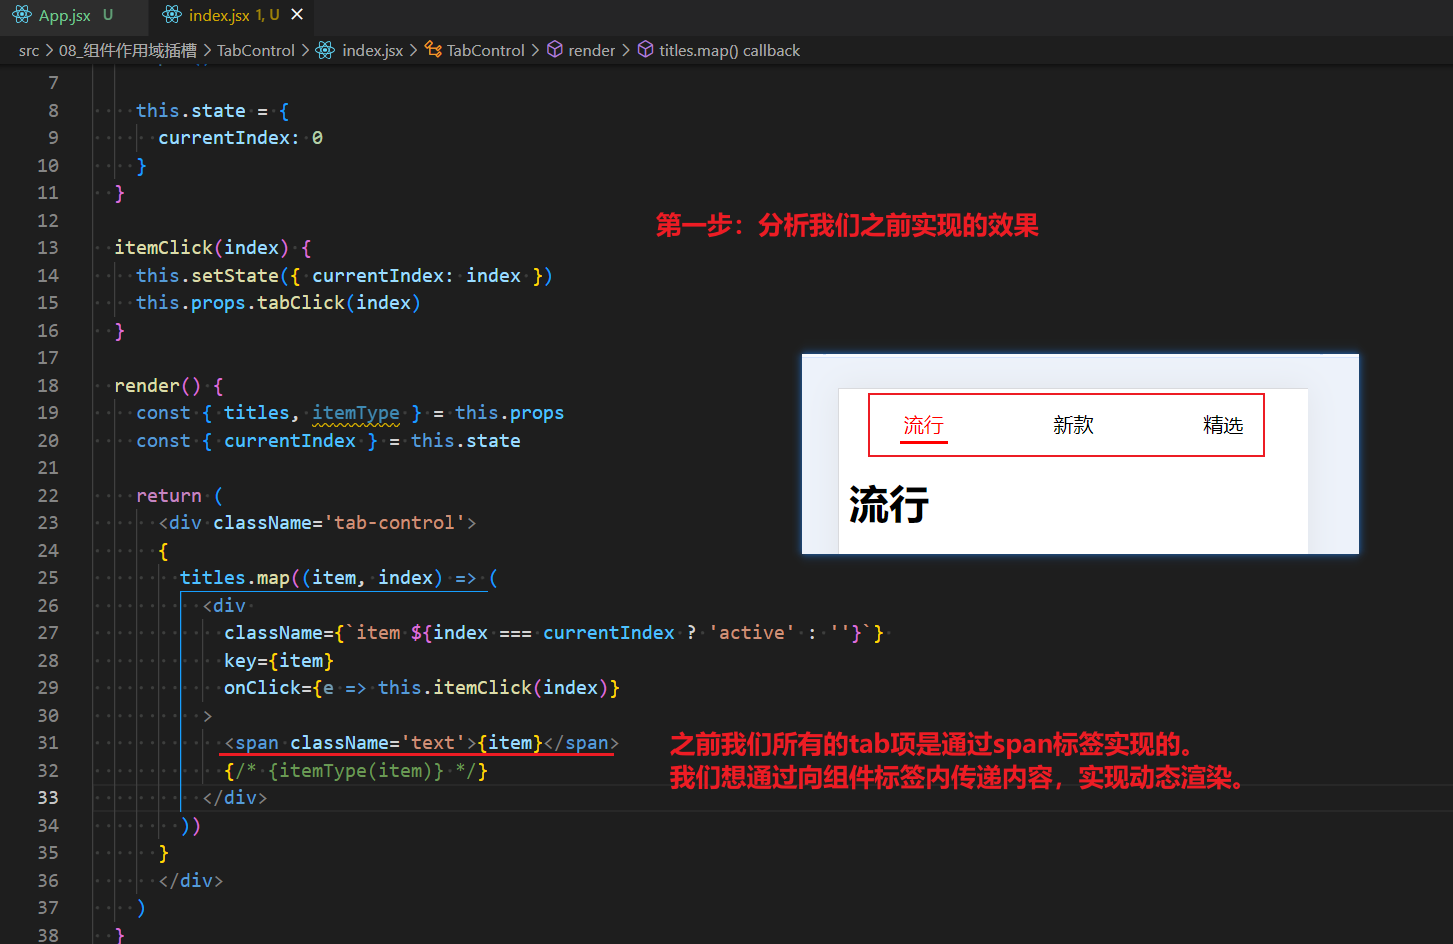 App.jsx U index.jsx 1, U ×
src > 08_组件作用域插槽 > TabControl > index.jsx > TabControl > render > titles.map() callback
7
8 this.state = {
9 currentIndex: 0
10 }
11 }
12
第一步：分析我们之前实现的效果
13 itemClick(index) {
14 this.setState({ currentIndex: index })
15 this.props.tabClick(index)
16 }
17
18 render() {
19 const { titles, itemType } = this.props
20 const { currentIndex } = this.state
流行 新款 精选
21
22 return (
流行
23 <div className='tab-control'>
24 {
25 titles.map((item, index) => (
26 <div
27 className={`item ${index === currentIndex ? 'active' : ''}`}
28 key={item}
29 onClick={e => this.itemClick(index)}
30 >
31 <span className='text'>{item}</span>
之前我们所有的tab项是通过span标签实现的。
32 {/* {itemType(item)} */}
我们想通过向组件标签内传递内容，实现动态渲染。
33 </div>
34 ))
35 }
36 </div>
37 )
38 }